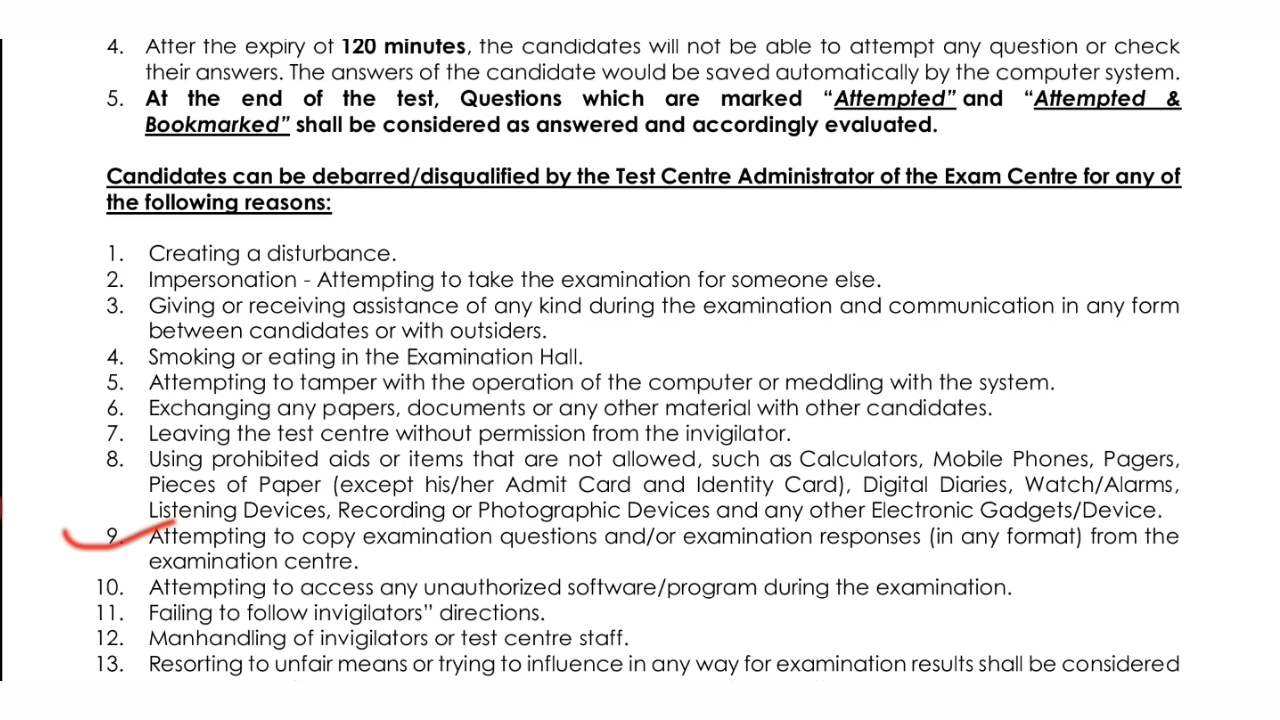 4. After the expiry of 120 minutes, the candidates will not be able to attempt any question or check
their answers. The answers of the candidate would be saved automatically by the computer system.
5. At the end of the test, Questions which are marked “Attempted” and “Attempted &
Bookmarked” shall be considered as answered and accordingly evaluated.
Candidates can be debarred/disqualified by the Test Centre Administrator of the Exam Centre for any of
the following reasons:
1. Creating a disturbance.
2. Impersonation - Attempting to take the examination for someone else.
3. Giving or receiving assistance of any kind during the examination and communication in any form
between candidates or with outsiders.
4. Smoking or eating in the Examination Hall.
5. Attempting to tamper with the operation of the computer or meddling with the system.
6. Exchanging any papers, documents or any other material with other candidates.
7. Leaving the test centre without permission from the invigilator.
8. Using prohibited aids or items that are not allowed, such as Calculators, Mobile Phones, Pagers,
Pieces of Paper (except his/her Admit Card and Identity Card), Digital Diaries, Watch/Alarms,
Listening Devices, Recording or Photographic Devices and any other Electronic Gadgets/Device.
9. Attempting to copy examination questions and/or examination responses (in any format) from the
examination centre.
10. Attempting to access any unauthorized software/program during the examination.
11. Failing to follow invigilators” directions.
12. Manhandling of invigilators or test centre staff.
13. Resorting to unfair means or trying to influence in any way for examination results shall be considered